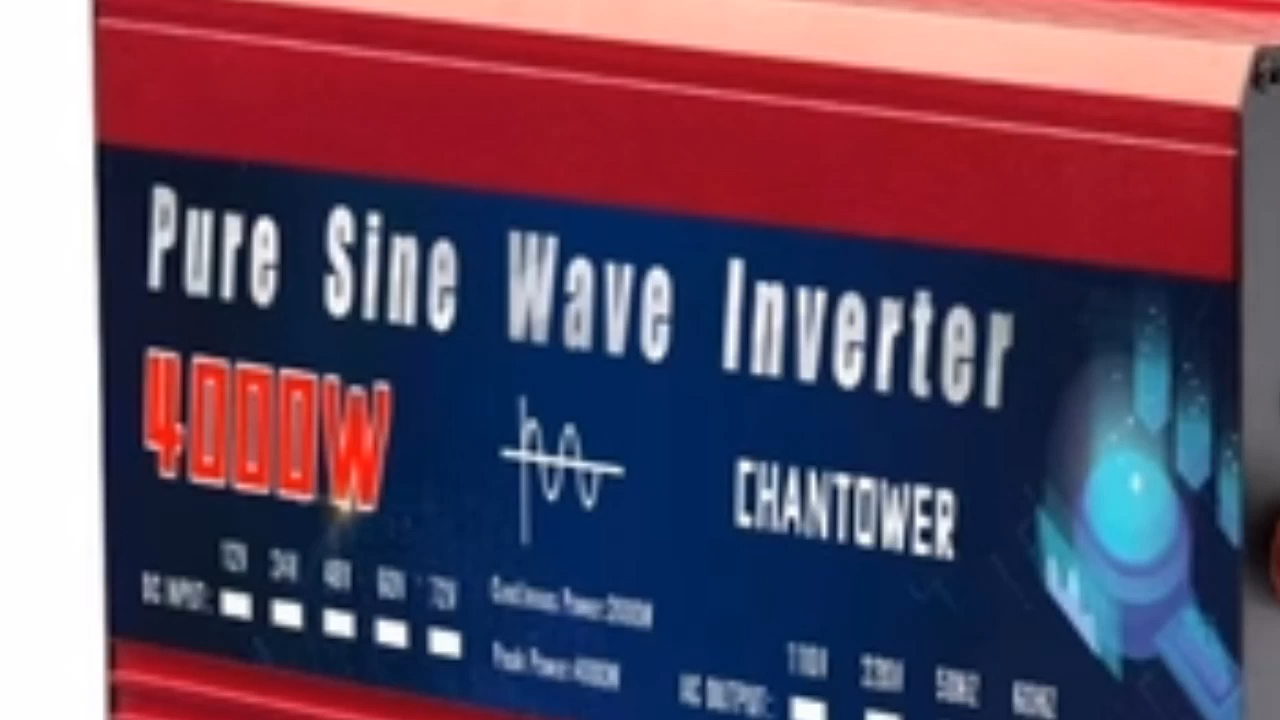 Pure Sine Wave Inverter
4000W
CHANTOWER
12V 24V 48V 60V 72V
DC INPUT:
Continous Power:2000W
Peak Power:4000W
110V 220V 50HZ 60HZ
AC OUTPUT: